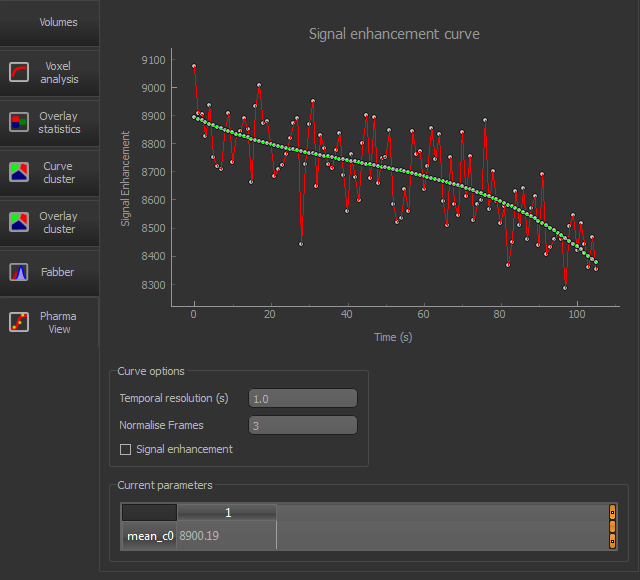 Volumes
Voxel
analysis
Overlay
statistics
Curve
cluster
Overlay
cluster
Fabber
Pharma
View
Signal enhancement curve
Signal Enhancement
9100
9000
8900
8800
8700
8600
8500
8400
8300
0 20 40 60 80 100
Time (s)
Curve options
Temporal resolution (s) 1.0
Normalise Frames 3
Signal enhancement
Current parameters
1
mean_c0 8900.19